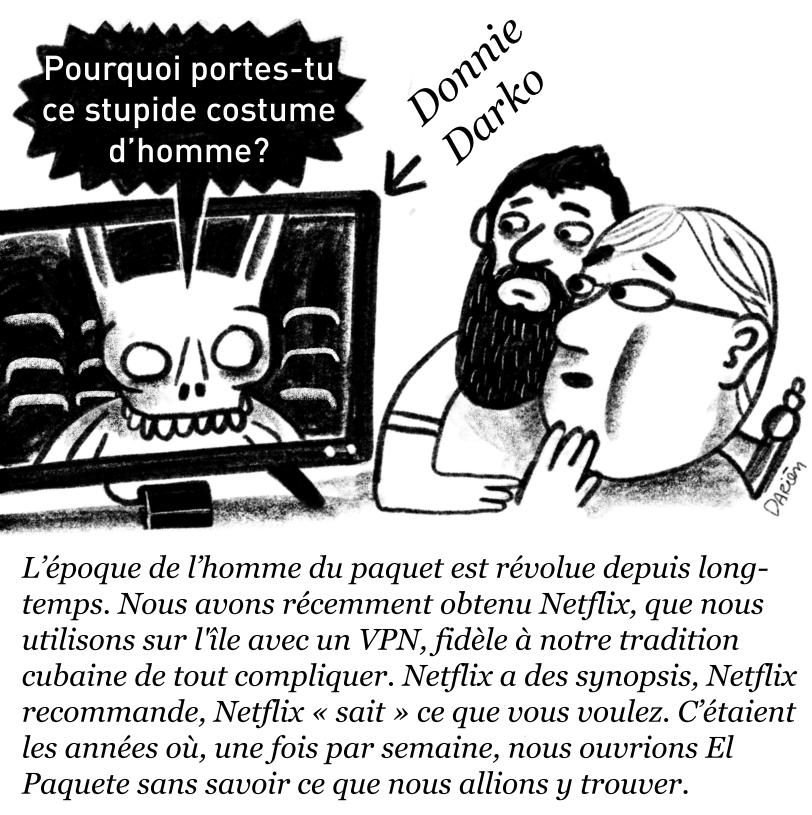 Pourquoi portes-tu
ce stupide costume
d’homme?
Donnie
Darko
L’époque de l’homme du paquet est révolue depuis long-
temps. Nous avons récemment obtenu Netflix, que nous
utilisons sur l'île avec un VPN, fidèle à notre tradition
cubaine de tout compliquer. Netflix a des synopsis, Netflix
recommande, Netflix « sait » ce que vous voulez. C’étaient
les années où, une fois par semaine, nous ouvrions El
Paquete sans savoir ce que nous allions y trouver.
DARIÓN